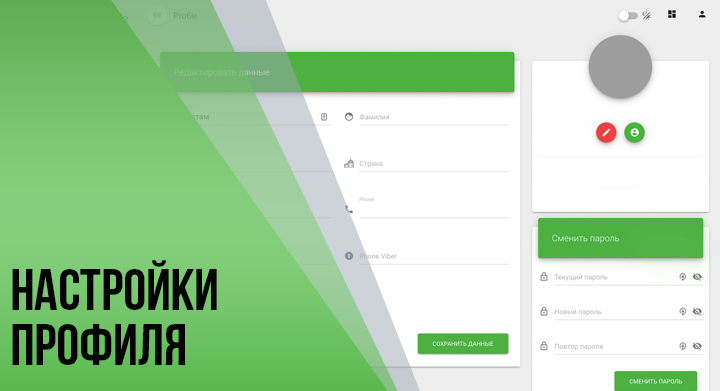 Profile
Редактировать данные
Фамилия
Страна
Phone
Phone Viber
СОХРАНИТЬ ДАННЫЕ
Сменить пароль
Текущий пароль
Новый пароль
Повтор пароля
СМЕНИТЬ ПАРОЛЬ
НАСТРОЙКИ
ПРОФИЛЯ